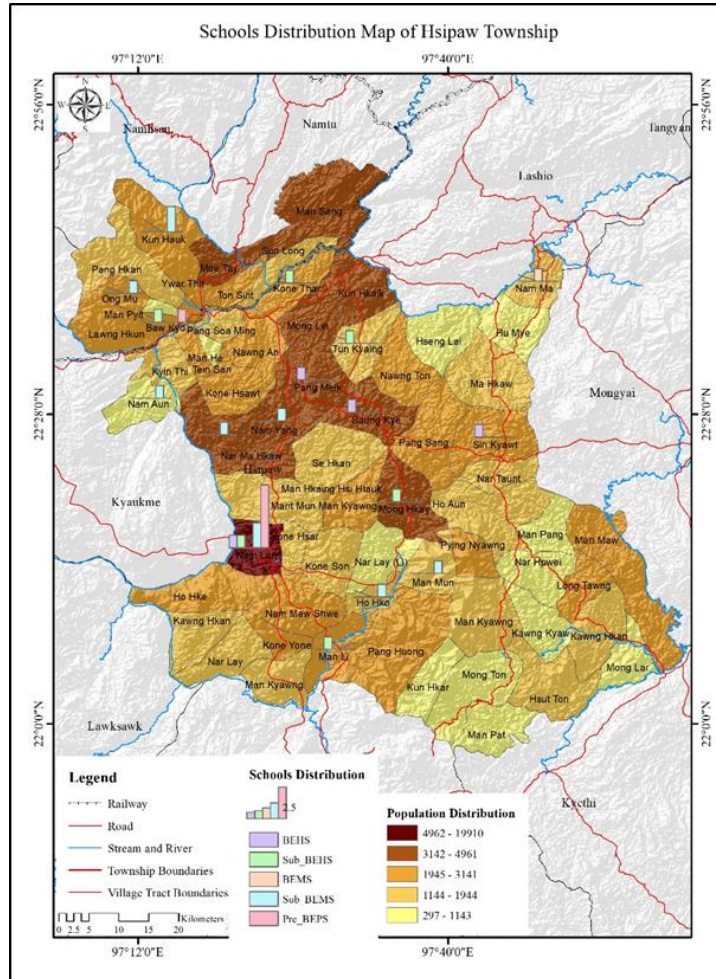 Schools Distribution Map of Hsipaw Township
97°12'0"E
97°40'0"E
22°56'0"N
22°56'0"N
N
W
E
S
Namhsan
Namtu
Tangyan
Lashio
Man Sang
Kun Hauk
Sun Long
Moe Tay
Pang Hkan
Ywar Thit
Kone Thar
Kun Hkaik
Nam Ma
Ong Mu
Ton Sint
Man Pyit
Baw Kyo
Pang Soa Ming
Mong Lin
Hu Mye
Lawng Hkun
Man He
Nawng An
Tun Kyaing
Hseng Lai
Kyin Thi
Tein San
Nawng Ton
Ma Hkaw
Mongyai
Nam Aun
Kone Hsawt
Pang Meik
22°28'0"N
22°28'0"N
Baung Kye
Nam Yang
Pang Sang
Sin Kyawt
Nar Ma Hkaw
Hsipaw
Se Hkan
Nar Taunt
Kyaukme
Man Hkaing
Hsi Htauk
Mant Mun
Man Kyawng
Mong Hkay
Ho Aun
Man Pang
Man Maw
Nam Lang
Kone Hsar
Pying Nyawng
Kone Son
Nar Lay (Li)
Nar Hpwei
Man Mun
Long Tawng
Ho Hke
Ho Hko
Nam Maw Shwe
Man Kyawng
Kawng Hkan
Kawng Kyaw
Kawng Hkan
Kone Yone
Man Li
Pang Huong
Nar Lay
Mong Ton
Mong Lar
Man Kyawng
Kun Hkar
Hsut Ton
22°0'0"N
22°0'0"N
Lawksawk
Man Pat
Kyethi
Legend
Railway
Road
Stream and River
Township Boundaries
Village Tract Boundaries
Kilometers
0 2.5 5 10 15 20
Schools Distribution
2.5
BEHS
Sub_BEHS
BEMS
Sub_BEMS
Pre_BEPS
Population Distribution
4962 - 19910
3142 - 4961
1945 - 3141
1144 - 1944
297 - 1143
97°12'0"E
97°40'0"E